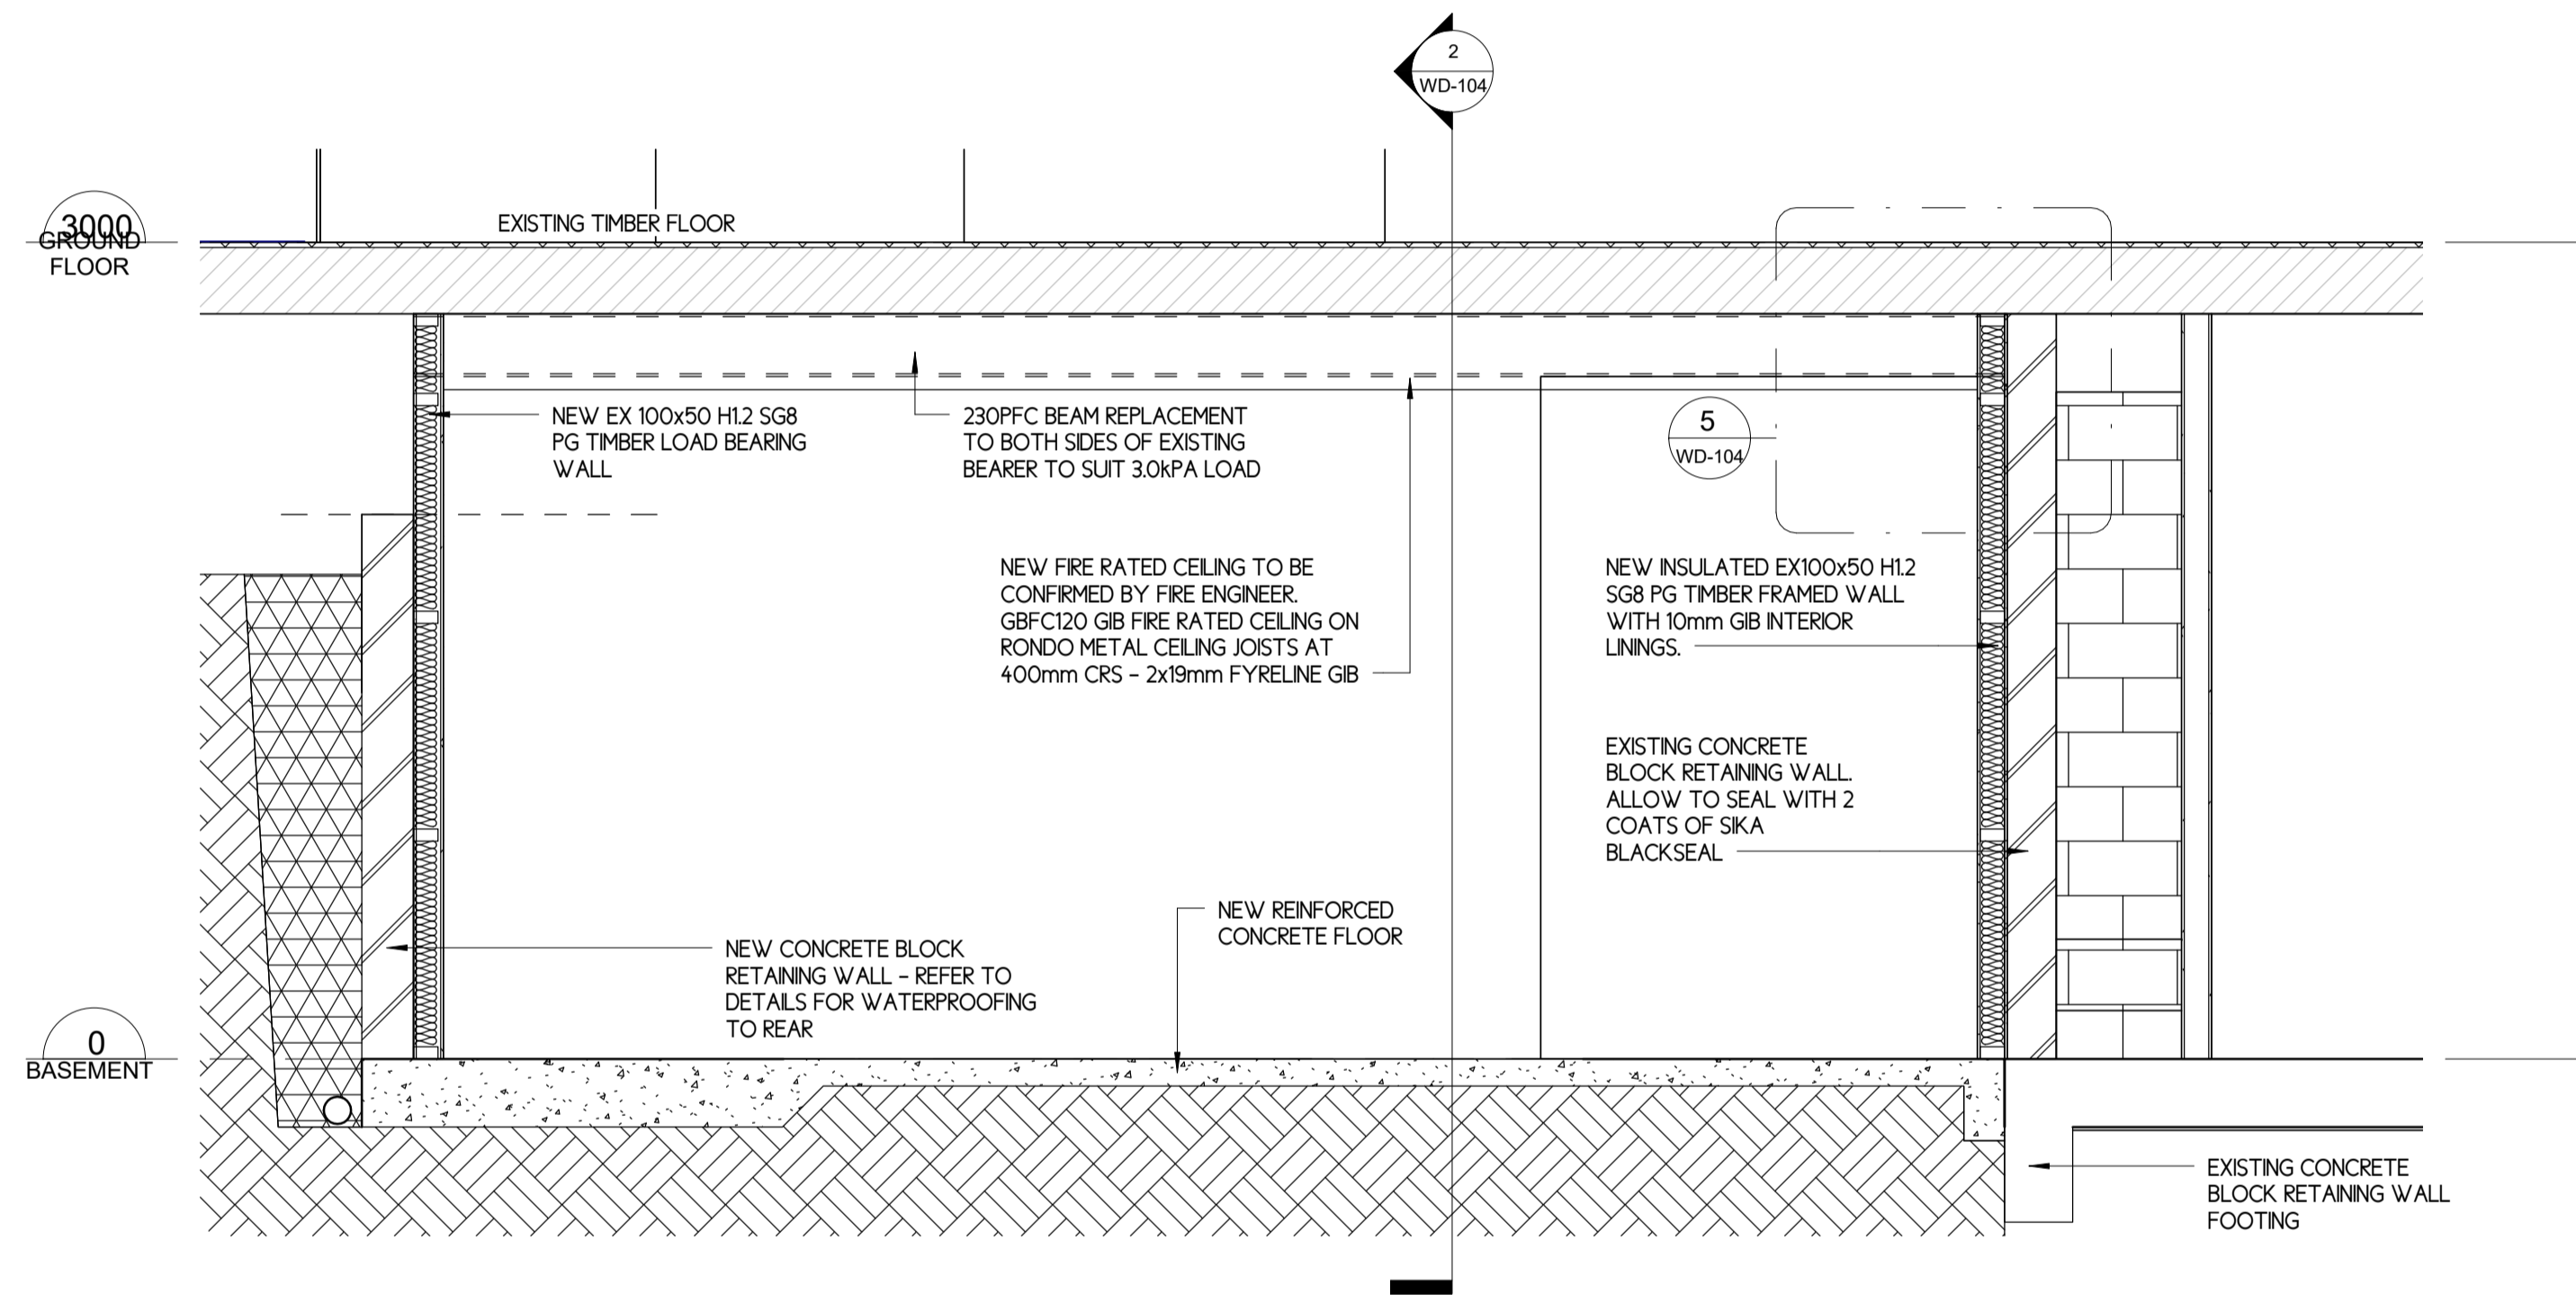 2
WD-104
3000
GROUND
FLOOR
EXISTING TIMBER FLOOR
NEW EX 100x50 H1.2 SG8
PG TIMBER LOAD BEARING
WALL
230PFC BEAM REPLACEMENT
TO BOTH SIDES OF EXISTING
BEARER TO SUIT 3.0kPA LOAD
5
WD-104
NEW FIRE RATED CEILING TO BE
CONFIRMED BY FIRE ENGINEER.
GBFC120 GIB FIRE RATED CEILING ON
RONDO METAL CEILING JOISTS AT
400mm CRS - 2x19mm FYRELINE GIB
NEW INSULATED EX100x50 H1.2
SG8 PG TIMBER FRAMED WALL
WITH 10mm GIB INTERIOR
LININGS.
EXISTING CONCRETE
BLOCK RETAINING WALL.
ALLOW TO SEAL WITH 2
COATS OF SIKA
BLACKSEAL
NEW REINFORCED
CONCRETE FLOOR
NEW CONCRETE BLOCK
RETAINING WALL - REFER TO
DETAILS FOR WATERPROOFING
TO REAR
0
BASEMENT
EXISTING CONCRETE
BLOCK RETAINING WALL
FOOTING